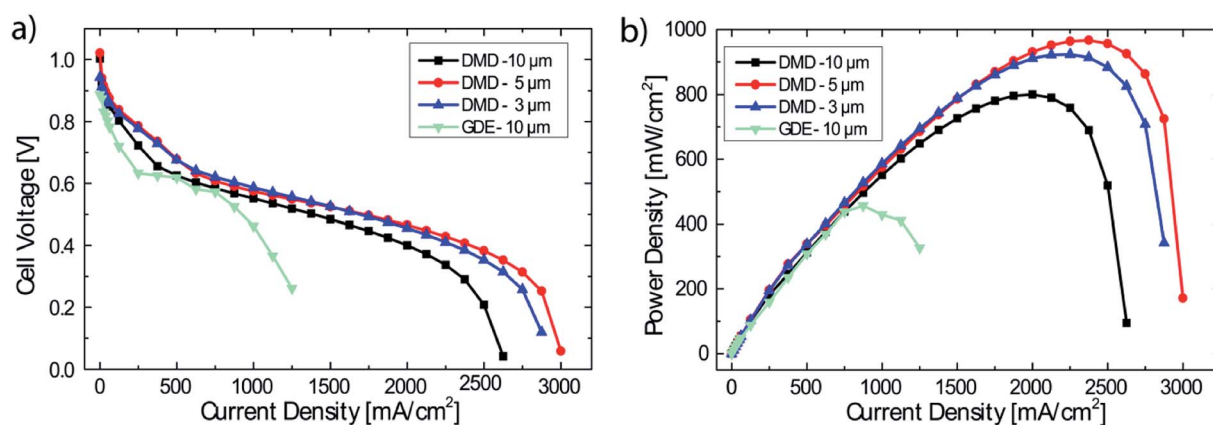 a)
1.0
0.8
0.6
0.4
0.2
0.0
Cell Voltage [V]
0 500 1000 1500 2000 2500 3000
Current Density [mA/cm²]
DMD - 10 µm
DMD - 5 µm
DMD - 3 µm
GDE - 10 µm
b)
1000
800
600
400
200
0
Power Density [mW/cm²]
0 500 1000 1500 2000 2500 3000
Current Density [mA/cm²]
DMD - 10 µm
DMD - 5 µm
DMD - 3 µm
GDE - 10 µm